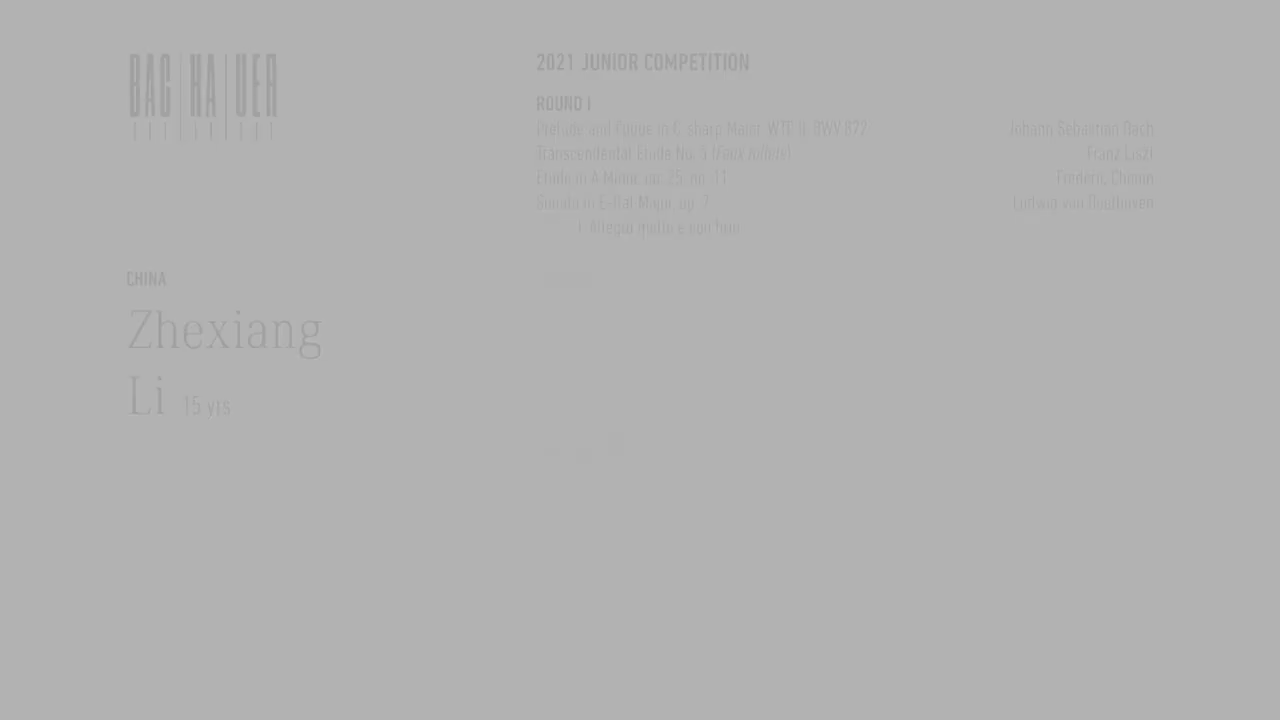 BAC|HA|UER
2021 JUNIOR COMPETITION
ROUND I
Prelude and Fugue in C-sharp Major, WTC II, BWV 872 Johann Sebastian Bach
Transcendental Etude No. 5 (Feux follets) Franz Liszt
Etude in A Minor, op. 25, no. 11 Frederic Chopin
Sonata in E-flat Major, op. 7 Ludwig van Beethoven
I. Allegro molto e con brio
CHINA
Zhexiang
Li 15 yrs